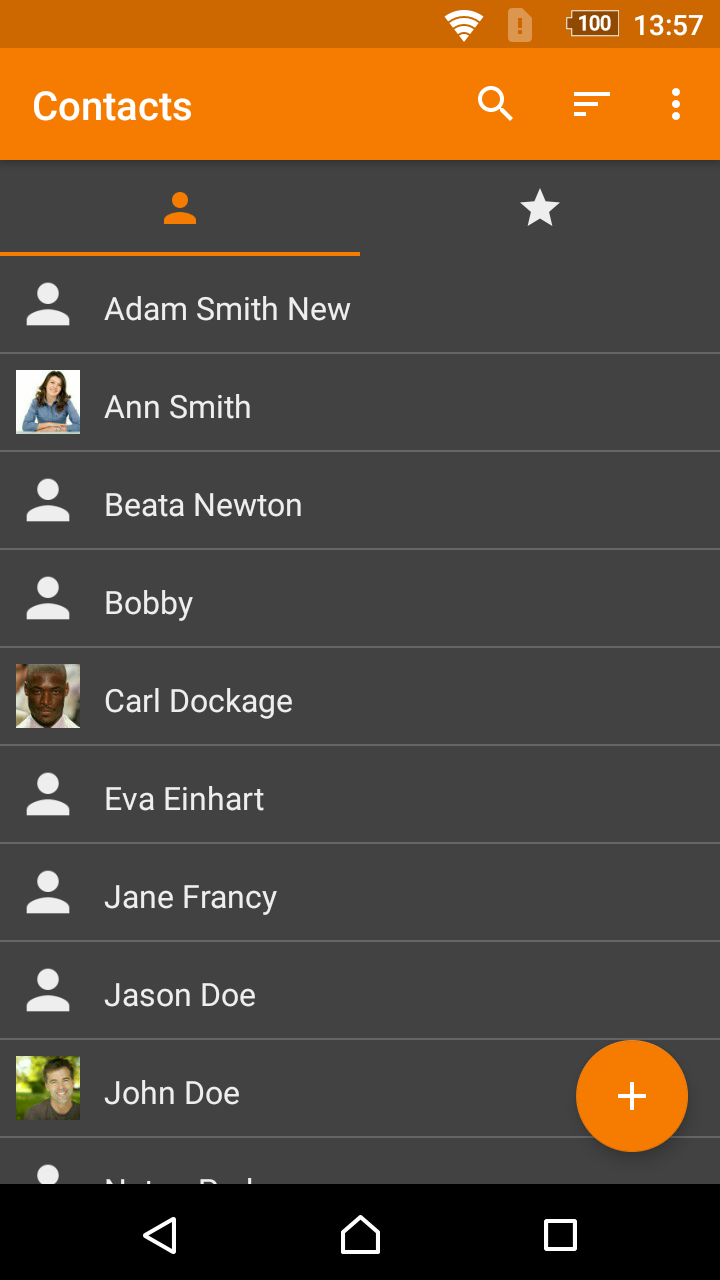 100 13:57
Contacts
Adam Smith New
Ann Smith
Beata Newton
Bobby
Carl Dockage
Eva Einhart
Jane Francy
Jason Doe
John Doe